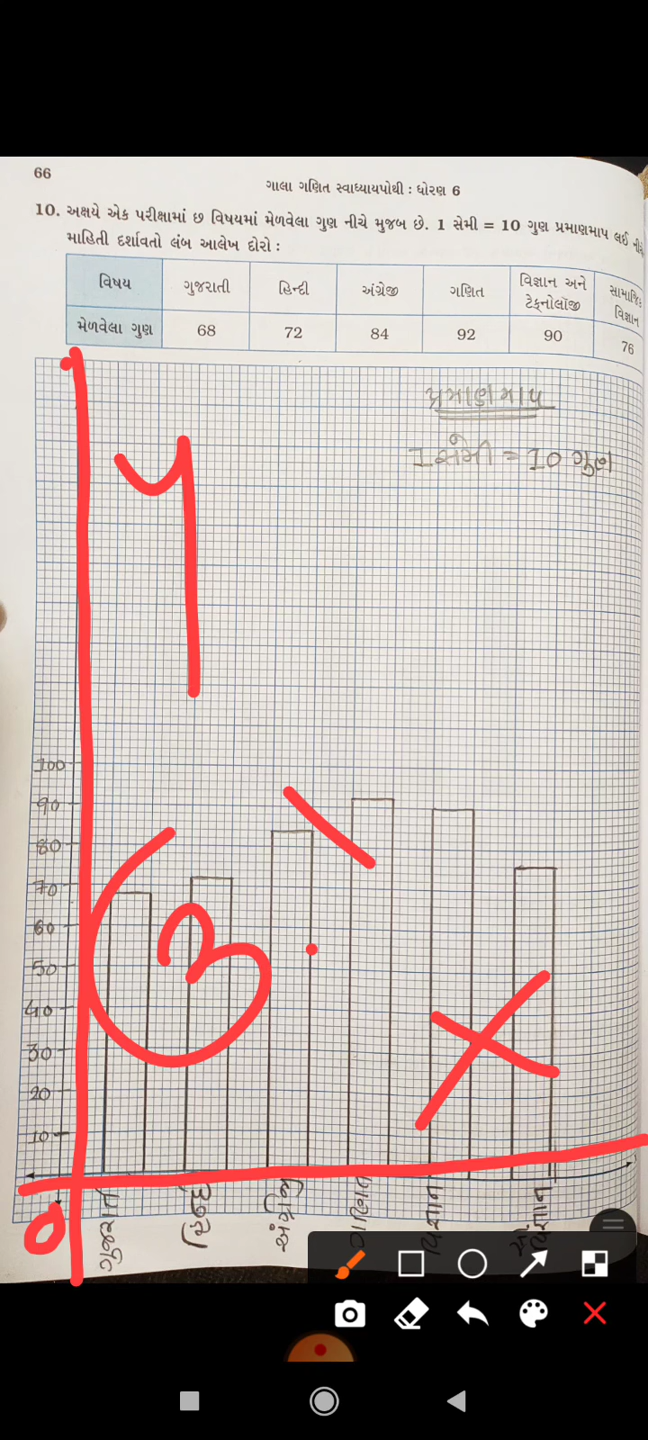 66
ગાલા ગણિત સ્વાધ્યાયપોથી : ધોરણ 6
10. અક્ષયે એક પરીક્ષામાં છ વિષયમાં મેળવેલા ગુણ નીચે મુજબ છે. 1 સેમી = 10 ગુણ પ્રમાણમાપ લઈ નીચે
માહિતી દર્શાવતો લંબ આલેખ દોરો :
વિષય ગુજરાતી હિન્દી અંગ્રેજી ગણિત વિજ્ઞાન અને ટેક્નોલૉજી સામાજિક વિજ્ઞાન
મેળવેલા ગુણ 68 72 84 92 90 76
પ્રમાણમાપ
1 સેમી = 10 ગુણ
y
100
90
80
70
60
50
40
30
20
10
x
0
ગુજરાતી
હિન્દી
અંગ્રેજી
ગણિત
વિજ્ઞાન
વિજ્ઞાન